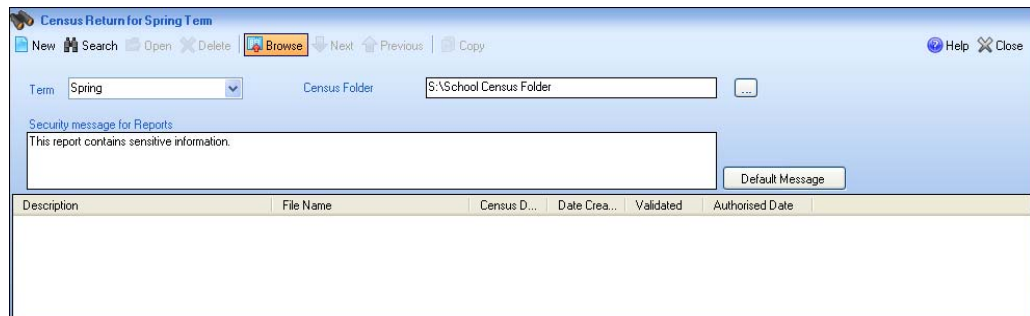 Census Return for Spring Term
New Search Open Delete Browse Next Previous Copy Help Close
Term Spring Census Folder S:\School Census Folder ...
Security message for Reports
This report contains sensitive information.
Default Message
Description File Name Census D... Date Crea... Validated Authorised Date